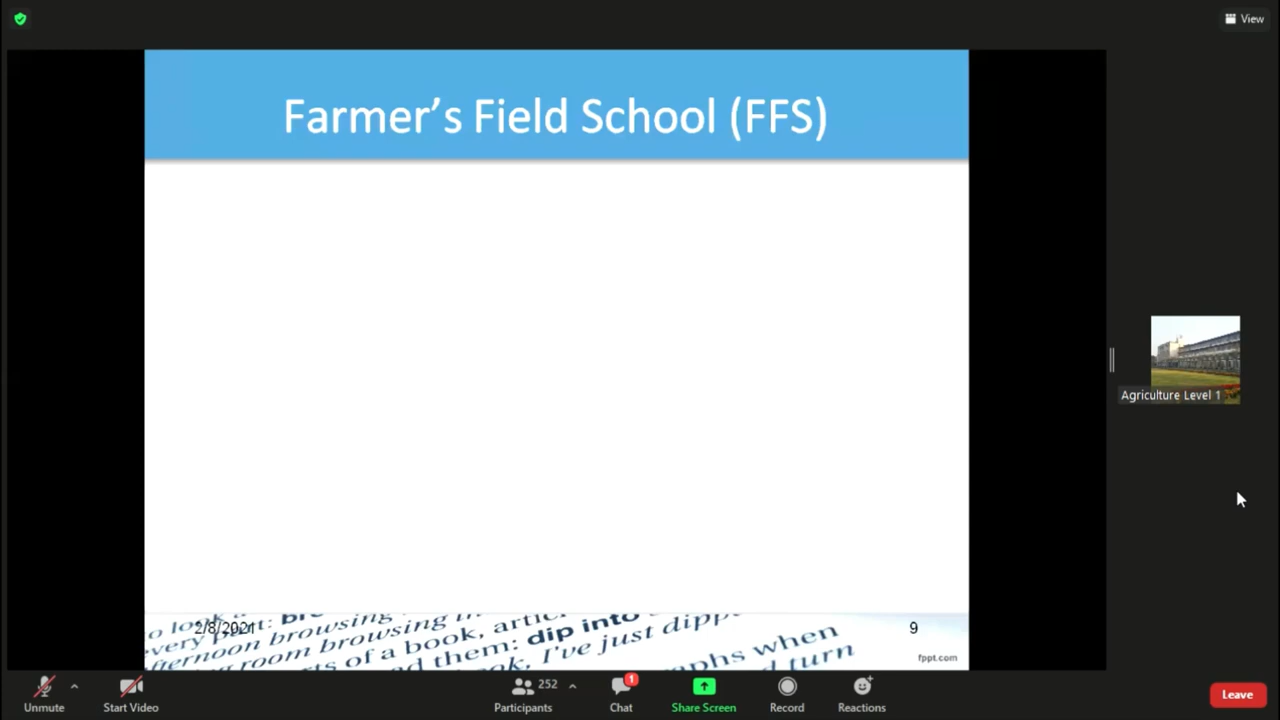 View
Farmer's Field School (FFS)
Agriculture Level 1
2/8/2021
9
dip into
fppt.com
252
1
Unmute
Start Video
Participants
Chat
Share Screen
Record
Reactions
Leave